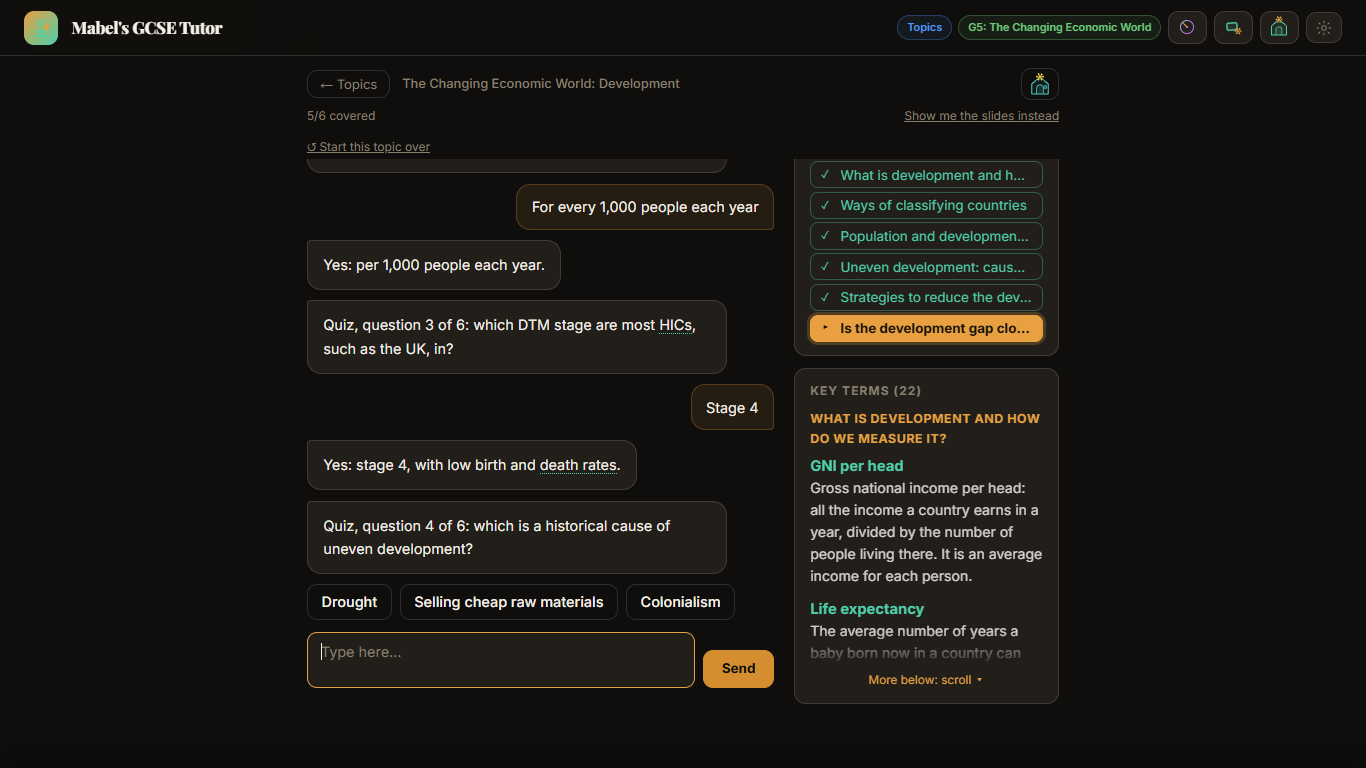 Mabel's GCSE Tutor
Topics
G5: The Changing Economic World
← Topics
The Changing Economic World: Development
5/6 covered
Show me the slides instead
↺ Start this topic over
For every 1,000 people each year
Yes: per 1,000 people each year.
Quiz, question 3 of 6: which DTM stage are most HICs,
such as the UK, in?
Stage 4
Yes: stage 4, with low birth and death rates.
Quiz, question 4 of 6: which is a historical cause of
uneven development?
Drought
Selling cheap raw materials
Colonialism
Type here...
Send
✓ What is development and h...
✓ Ways of classifying countries
✓ Population and developmen...
✓ Uneven development: caus...
✓ Strategies to reduce the dev...
▸ Is the development gap clo...
KEY TERMS (22)
WHAT IS DEVELOPMENT AND HOW
DO WE MEASURE IT?
GNI per head
Gross national income per head:
all the income a country earns in a
year, divided by the number of
people living there. It is an average
income for each person.
Life expectancy
The average number of years a
baby born now in a country can
More below: scroll ▾